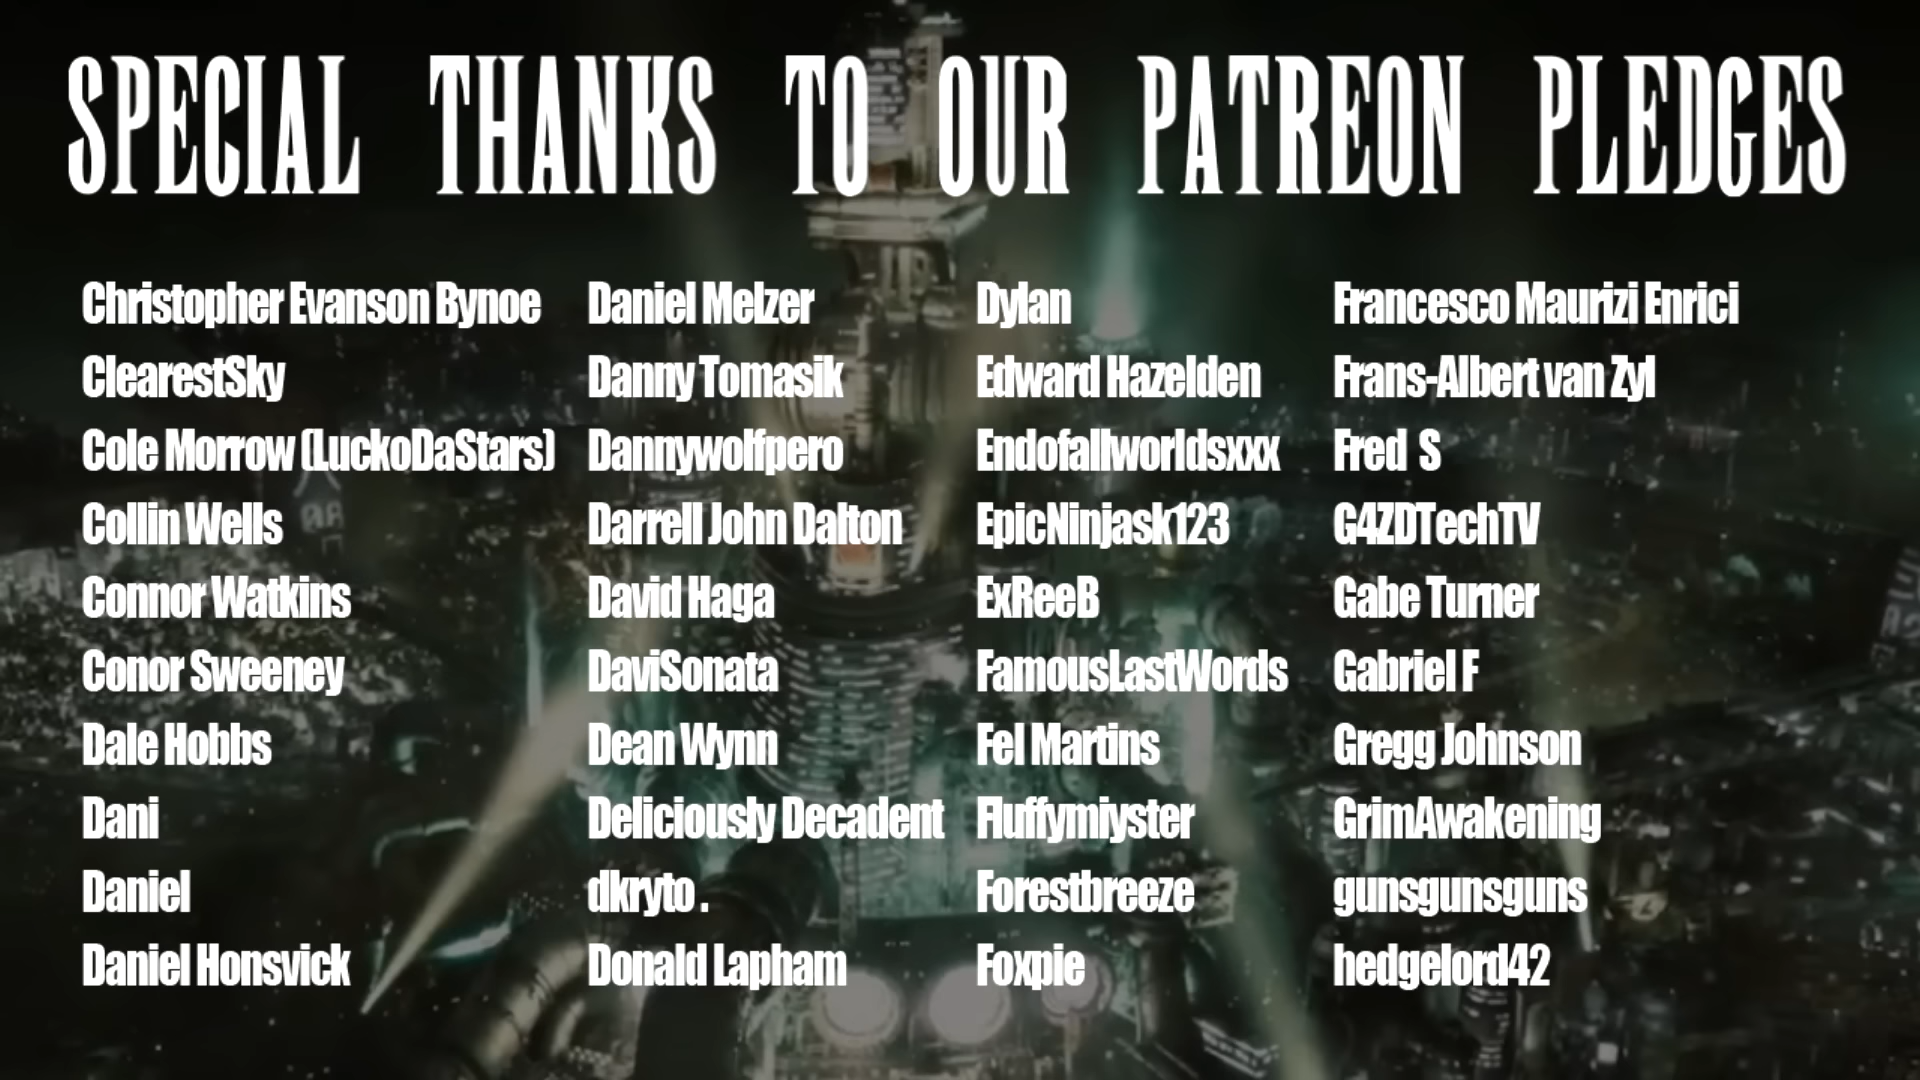 SPECIAL THANKS TO OUR PATREON PLEDGES
Christopher Evanson Bynoe
ClearestSky
Cole Morrow (LuckoDaStars)
Collin Wells
Connor Watkins
Conor Sweeney
Dale Hobbs
Dani
Daniel
Daniel Honsvick
Daniel Melzer
Danny Tomasik
Dannywolfpero
Darrell John Dalton
David Haga
DaviSonata
Dean Wynn
Deliciously Decadent
dkryto .
Donald Lapham
Dylan
Edward Hazelden
Endofallworldsxxx
EpicNinjask123
ExReeB
FamousLastWords
Fel Martins
Fluffymiyster
Forestbreeze
Foxpie
Francesco Maurizi Enrici
Frans-Albert van Zyl
Fred S
G4ZDTechTV
Gabe Turner
Gabriel F
Gregg Johnson
GrimAwakening
gunsgunsguns
hedgelord42